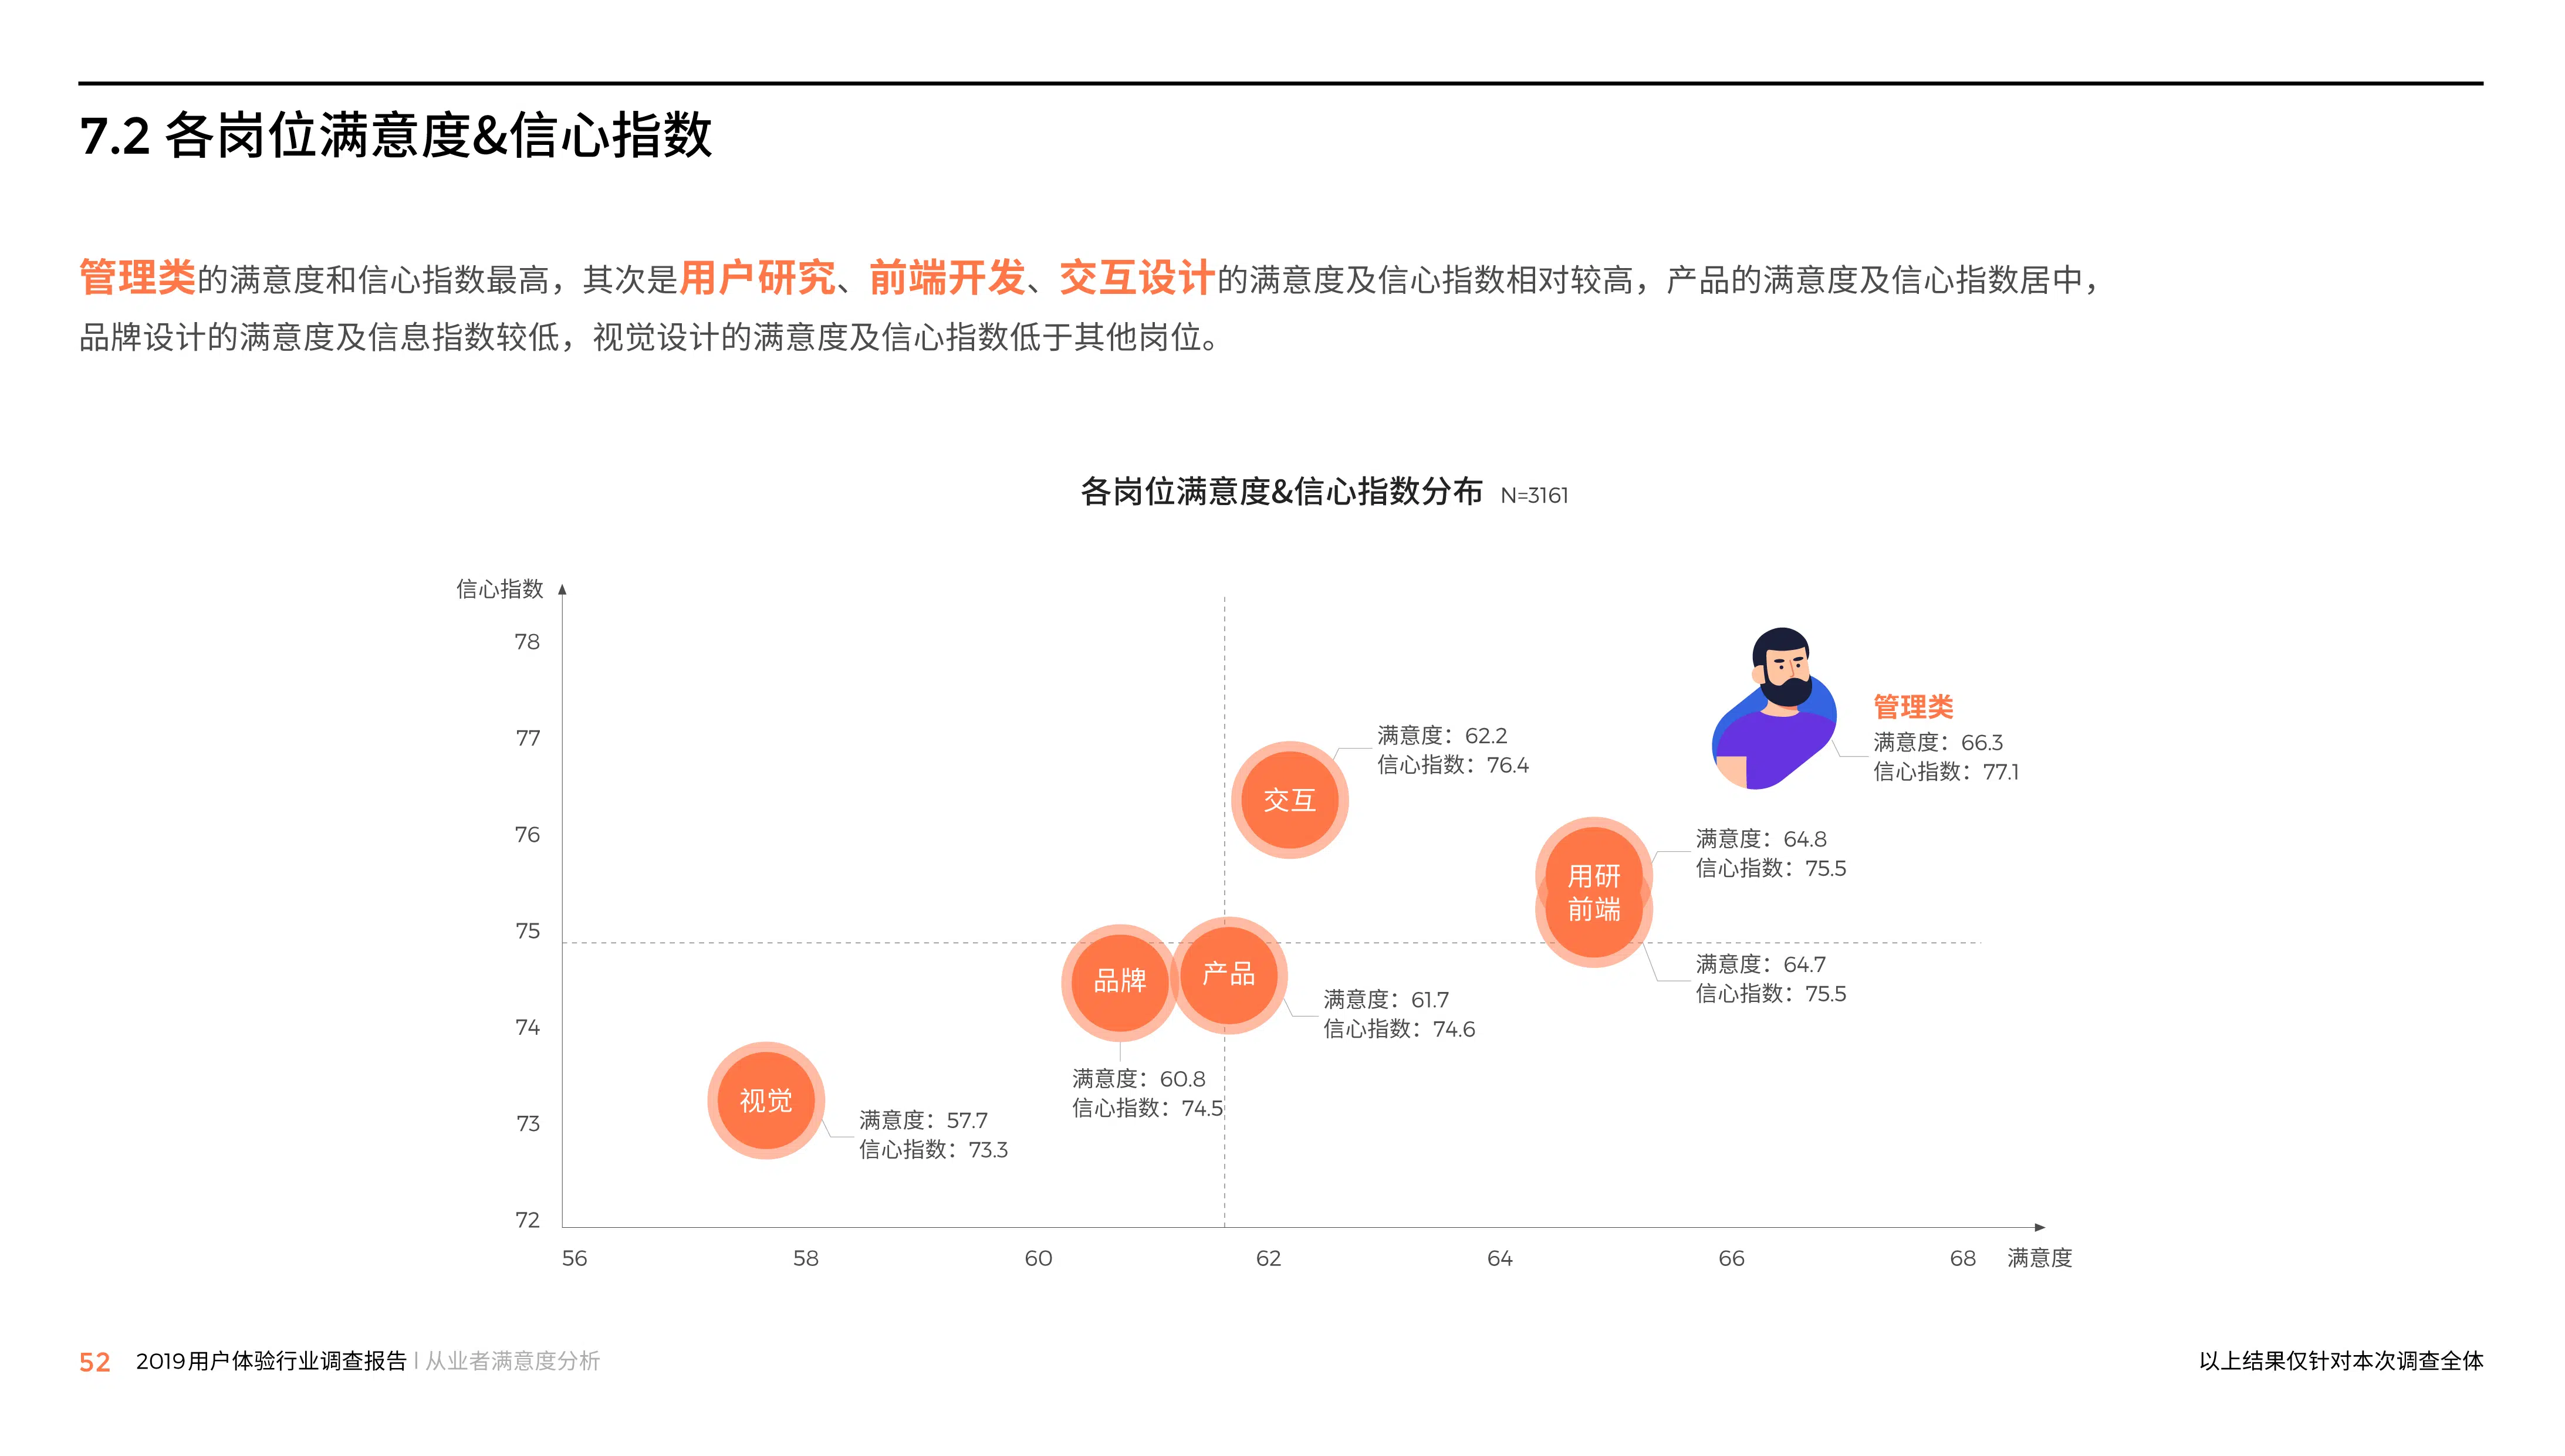 7.2 各岗位满意度&信心指数
管理类的满意度和信心指数最高，其次是用户研究、前端开发、交互设计的满意度及信心指数相对较高，产品的满意度及信心指数居中，
品牌设计的满意度及信息指数较低，视觉设计的满意度及信心指数低于其他岗位。
各岗位满意度&信心指数分布 N=3161
信心指数
78
77
76
75
74
73
72
管理类
满意度：66.3
信心指数：77.1
交互
满意度：62.2
信心指数：76.4
用研
满意度：64.8
信心指数：75.5
前端
满意度：64.7
信心指数：75.5
品牌
满意度：60.8
信心指数：74.5
产品
满意度：61.7
信心指数：74.6
视觉
满意度：57.7
信心指数：73.3
56 58 60 62 64 66 68 满意度
52 2019用户体验行业调查报告 | 从业者满意度分析
以上结果仅针对本次调查全体